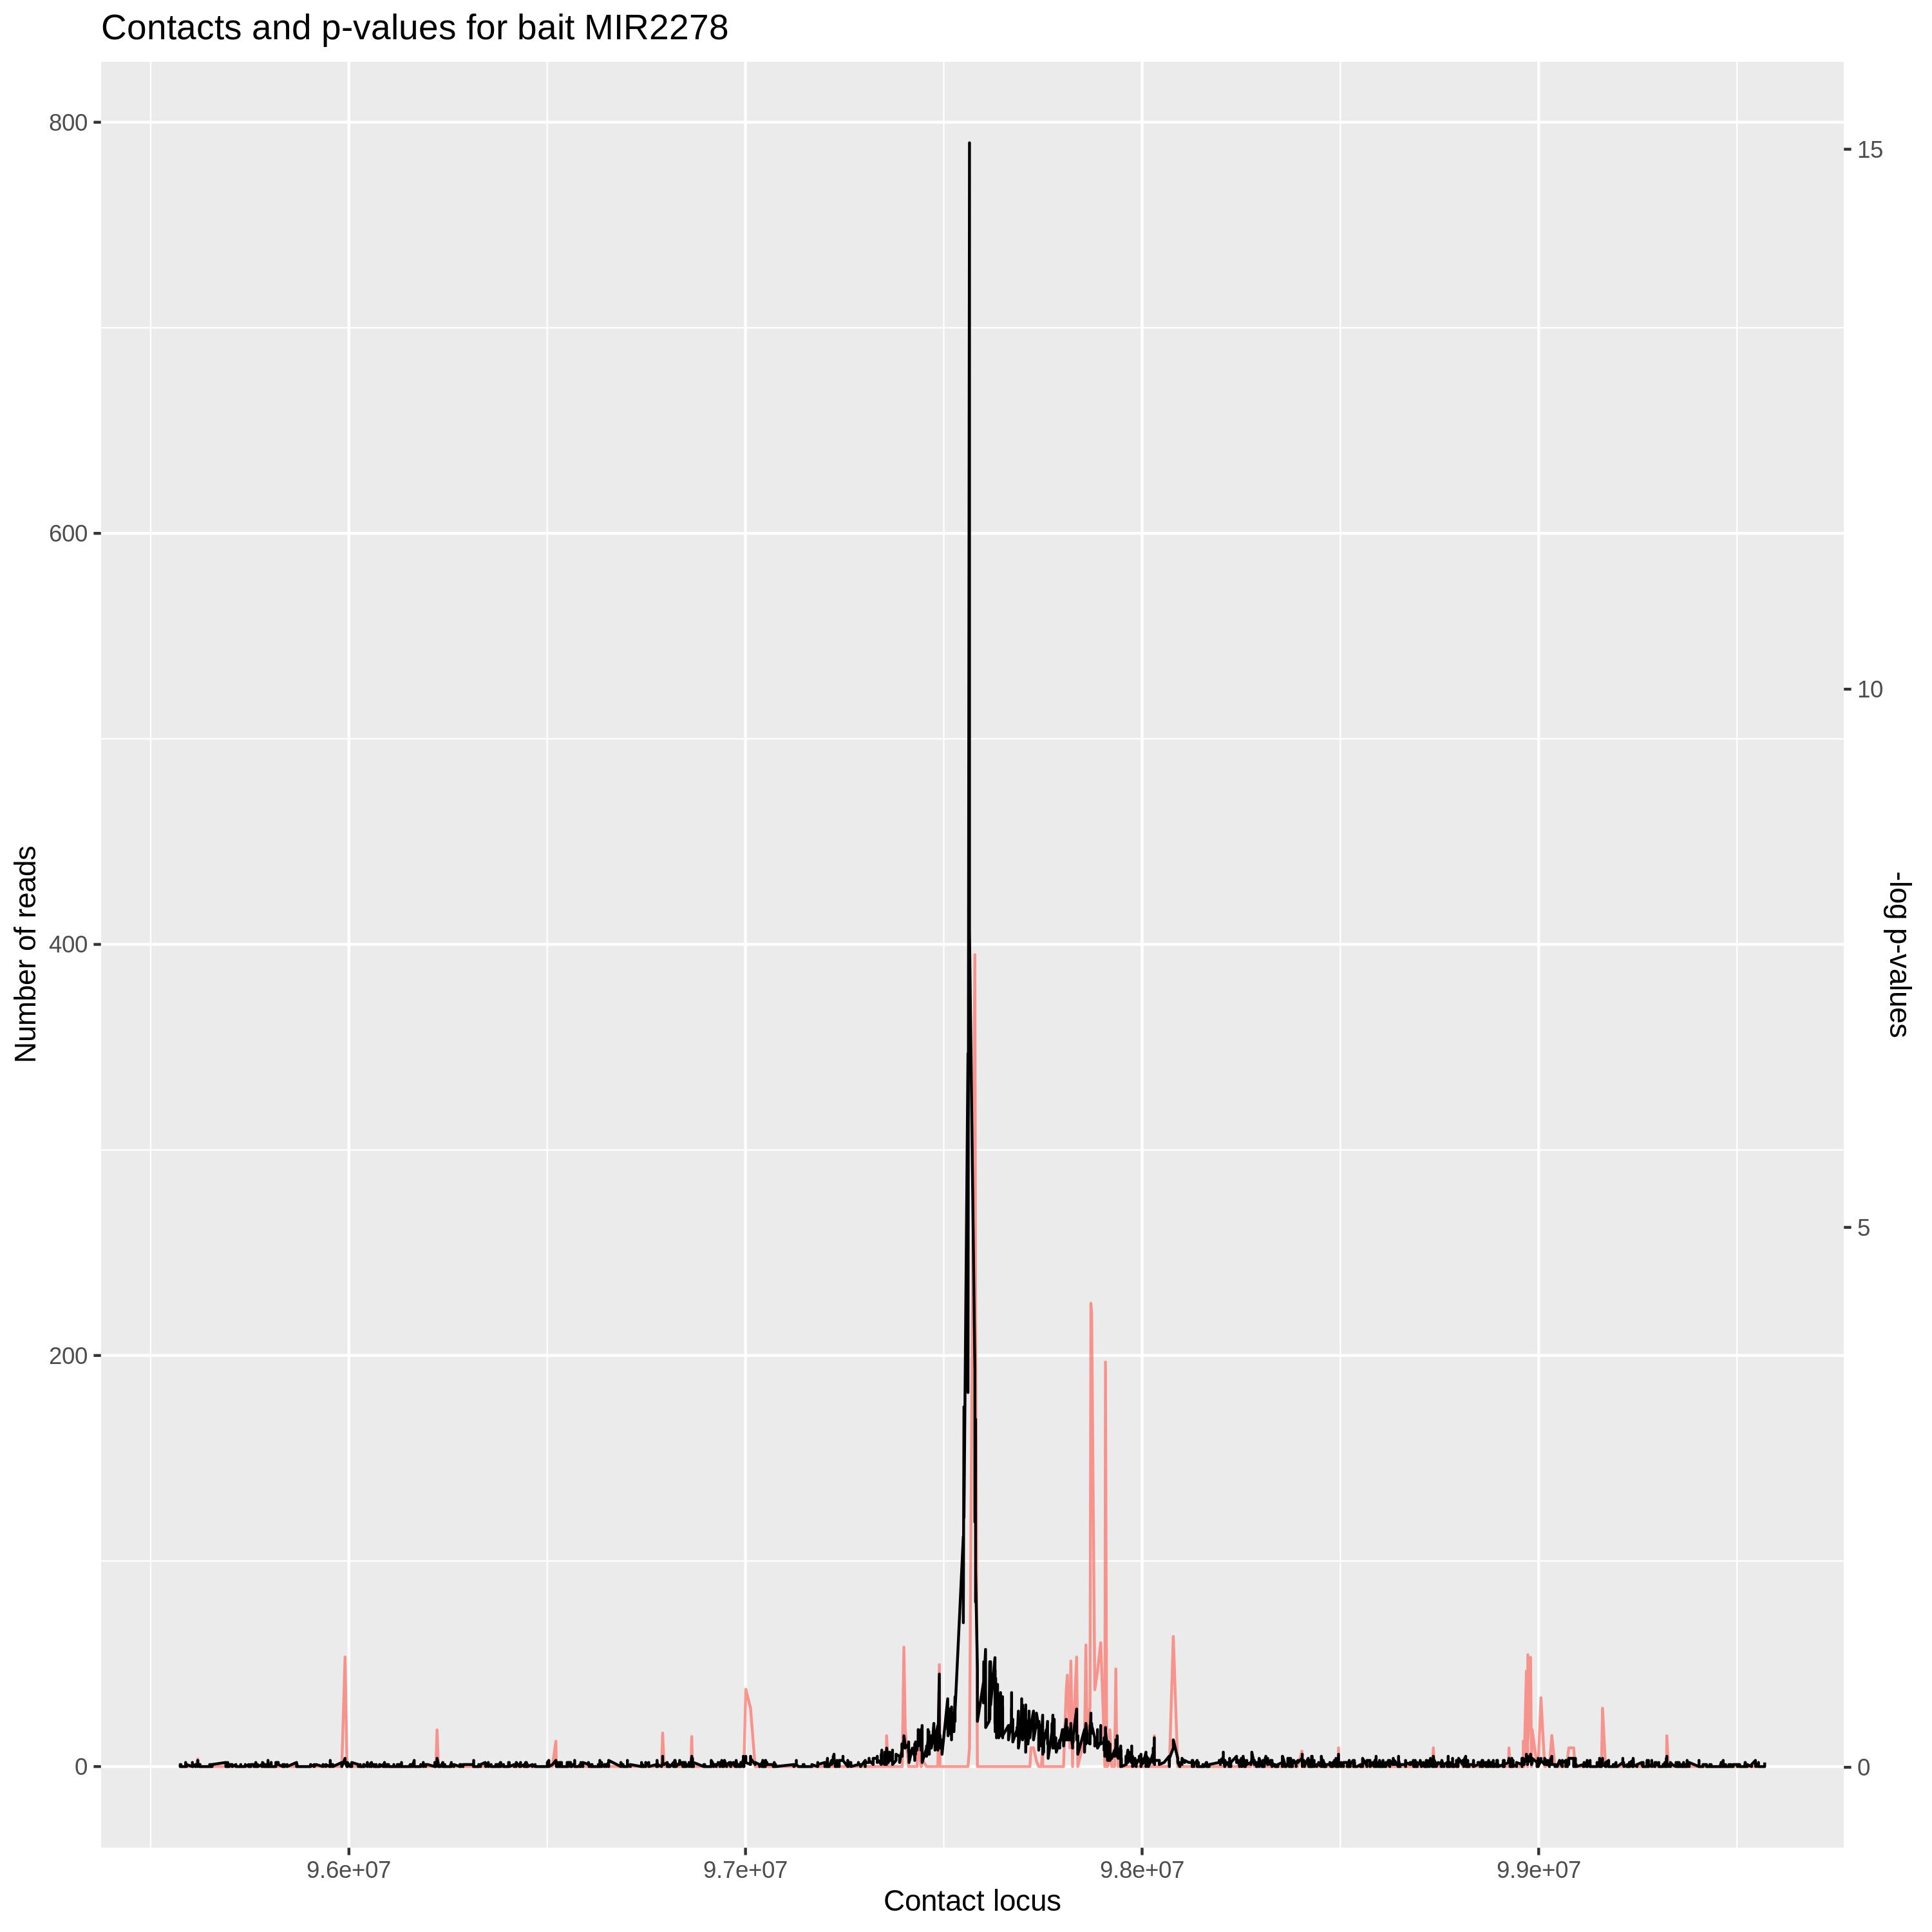 Contacts and p-values for bait MIR2278
800
600
400
200
0
Number of reads
15
10
5
0
-log p-values
9.6e+07
9.7e+07
9.8e+07
9.9e+07
Contact locus